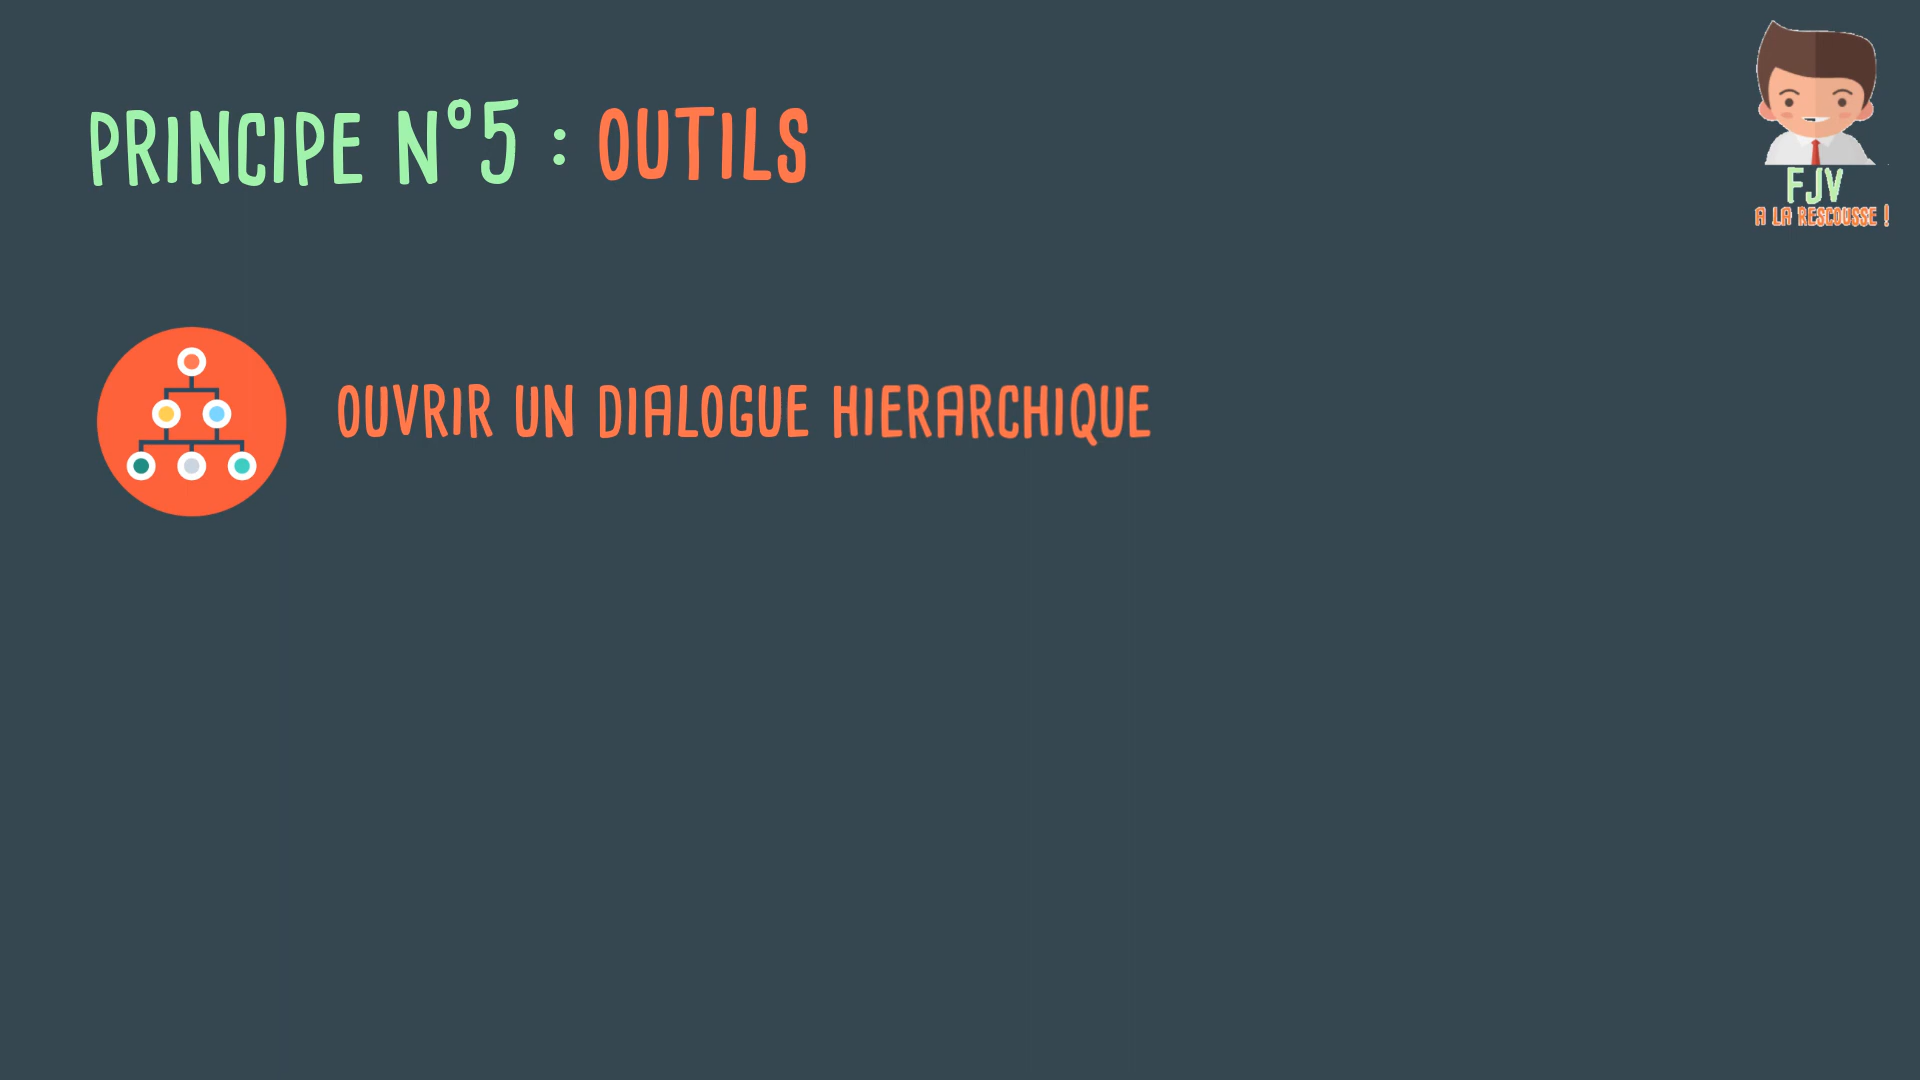 PRINCIPE N°5 : OUTILS
FJV
A LA RESCOUSSE !
OUVRIR UN DIALOGUE HIERARCHIQUE